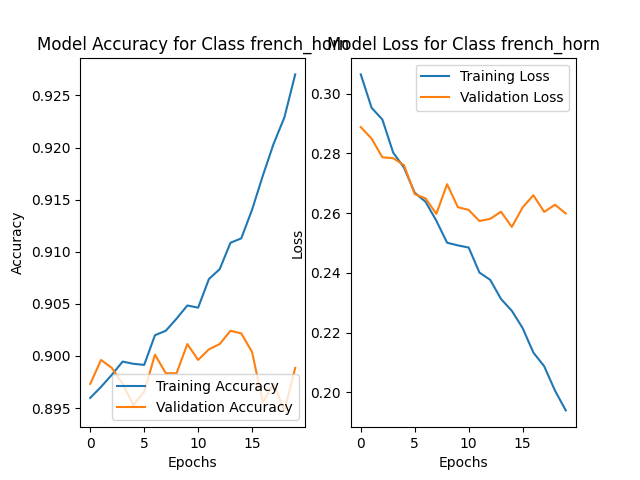 Model Accuracy for Class french_horn
0.925
0.920
0.915
0.910
0.905
0.900
0.895
Accuracy
Training Accuracy
Validation Accuracy
0
5
10
15
Epochs
Model Loss for Class french_horn
Training Loss
Validation Loss
0.30
0.28
0.26
0.24
0.22
0.20
Loss
0
5
10
15
Epochs